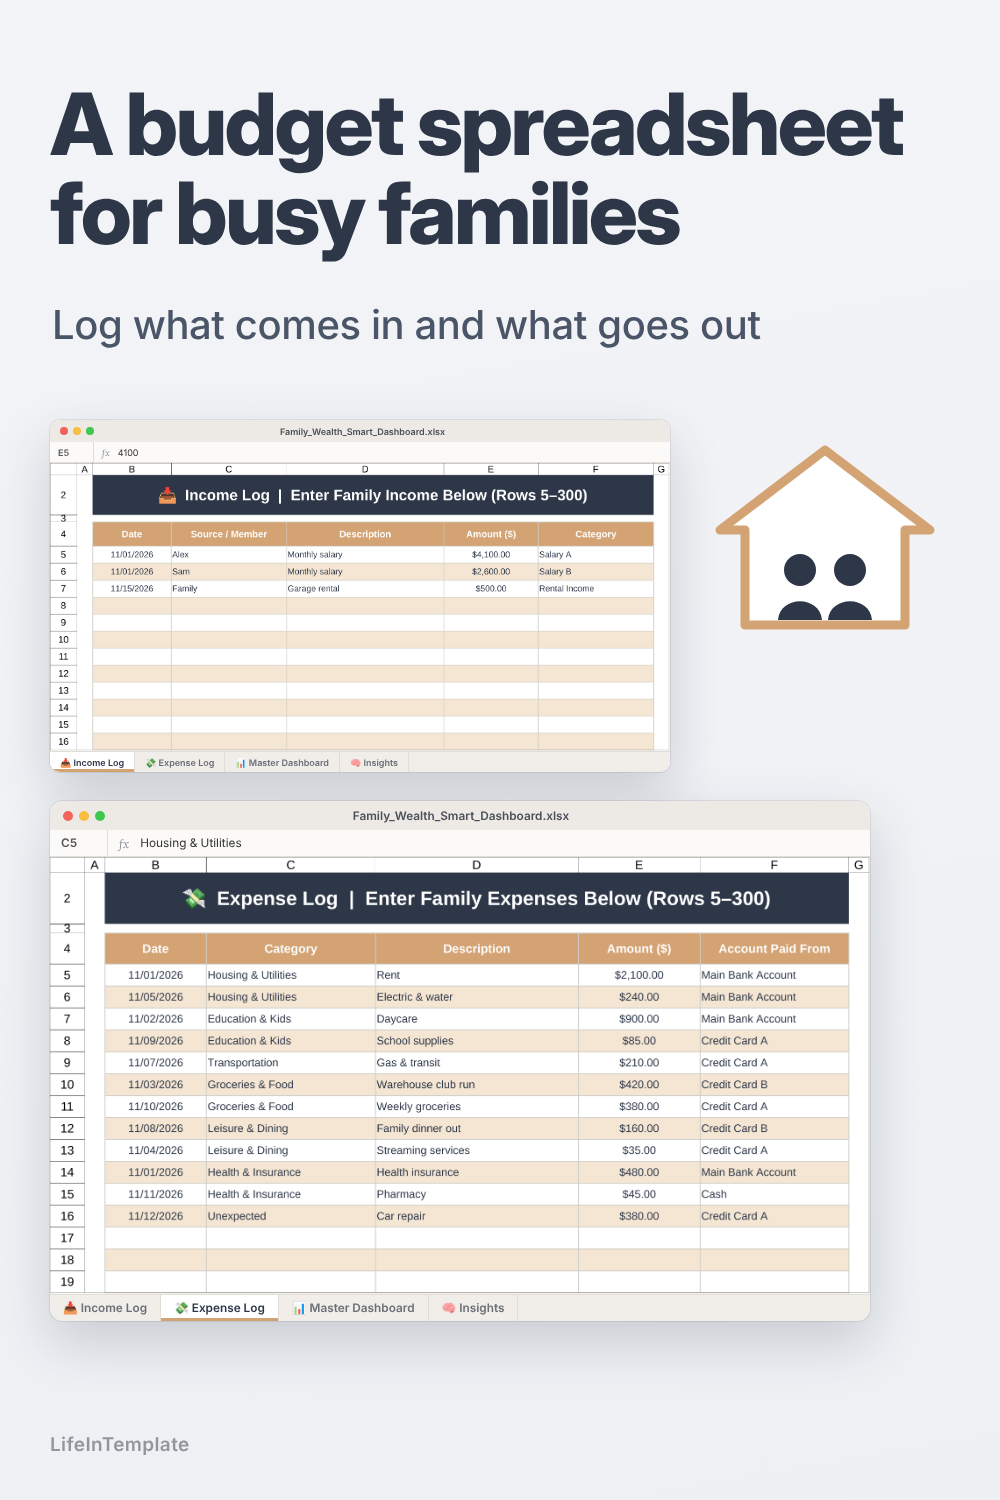 A budget spreadsheet
for busy families
Log what comes in and what goes out
Family_Wealth_Smart_Dashboard.xlsx
E5 fx 4100
A B C D E F G
2 📥 Income Log | Enter Family Income Below (Rows 5–300)
3
4 Date Source / Member Description Amount ($) Category
5 11/01/2026 Alex Monthly salary $4,100.00 Salary A
6 11/01/2026 Sam Monthly salary $2,600.00 Salary B
7 11/15/2026 Family Garage rental $500.00 Rental Income
8
9
10
11
12
13
14
15
16
📥 Income Log 💸 Expense Log 📊 Master Dashboard 🧠 Insights
Family_Wealth_Smart_Dashboard.xlsx
C5 fx Housing & Utilities
A B C D E F G
2 💸 Expense Log | Enter Family Expenses Below (Rows 5–300)
3
4 Date Category Description Amount ($) Account Paid From
5 11/01/2026 Housing & Utilities Rent $2,100.00 Main Bank Account
6 11/05/2026 Housing & Utilities Electric & water $240.00 Main Bank Account
7 11/02/2026 Education & Kids Daycare $900.00 Main Bank Account
8 11/09/2026 Education & Kids School supplies $85.00 Credit Card A
9 11/07/2026 Transportation Gas & transit $210.00 Credit Card A
10 11/03/2026 Groceries & Food Warehouse club run $420.00 Credit Card B
11 11/10/2026 Groceries & Food Weekly groceries $380.00 Credit Card A
12 11/08/2026 Leisure & Dining Family dinner out $160.00 Credit Card B
13 11/04/2026 Leisure & Dining Streaming services $35.00 Credit Card A
14 11/01/2026 Health & Insurance Health insurance $480.00 Main Bank Account
15 11/11/2026 Health & Insurance Pharmacy $45.00 Cash
16 11/12/2026 Unexpected Car repair $380.00 Credit Card A
17
18
19
📥 Income Log 💸 Expense Log 📊 Master Dashboard 🧠 Insights
LifeInTemplate